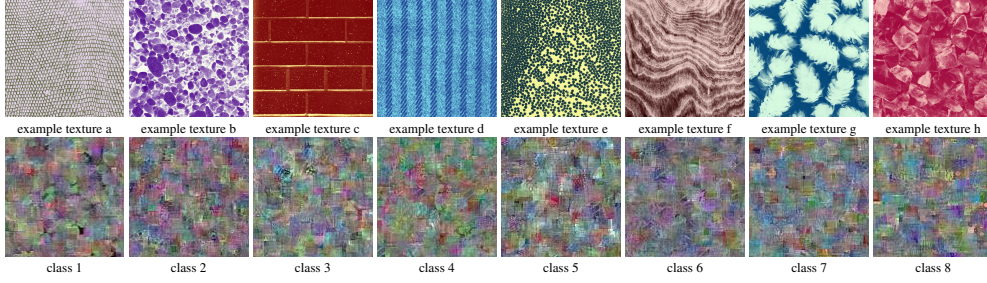 example texture a
example texture b
example texture c
example texture d
example texture e
example texture f
example texture g
example texture h
class 1
class 2
class 3
class 4
class 5
class 6
class 7
class 8